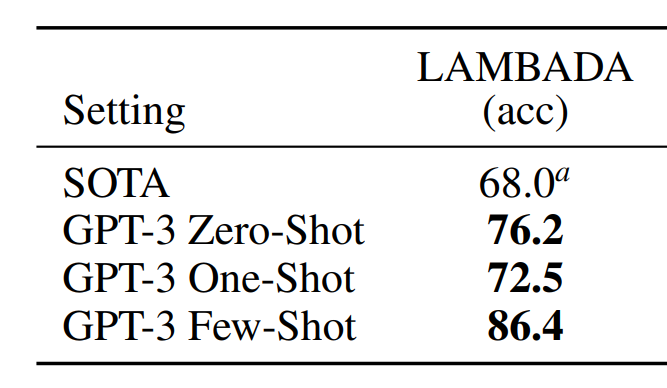 LAMBADA
Setting (acc)
SOTA 68.0a
GPT-3 Zero-Shot 76.2
GPT-3 One-Shot 72.5
GPT-3 Few-Shot 86.4